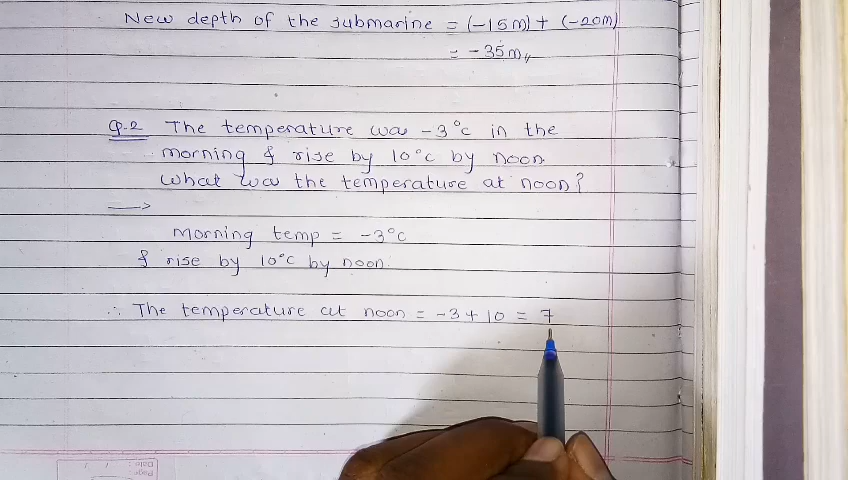 New depth of the submarine = (-15m) + (-20m)
= -35m,,
Q.2 The temperature was -3°c in the
morning & rise by 10°c by noon.
What was the temperature at noon?
→
Morning temp = -3°c
& rise by 10°c by noon.
∴ The temperature at noon = -3 + 10 = 7
Page:
Date: / /